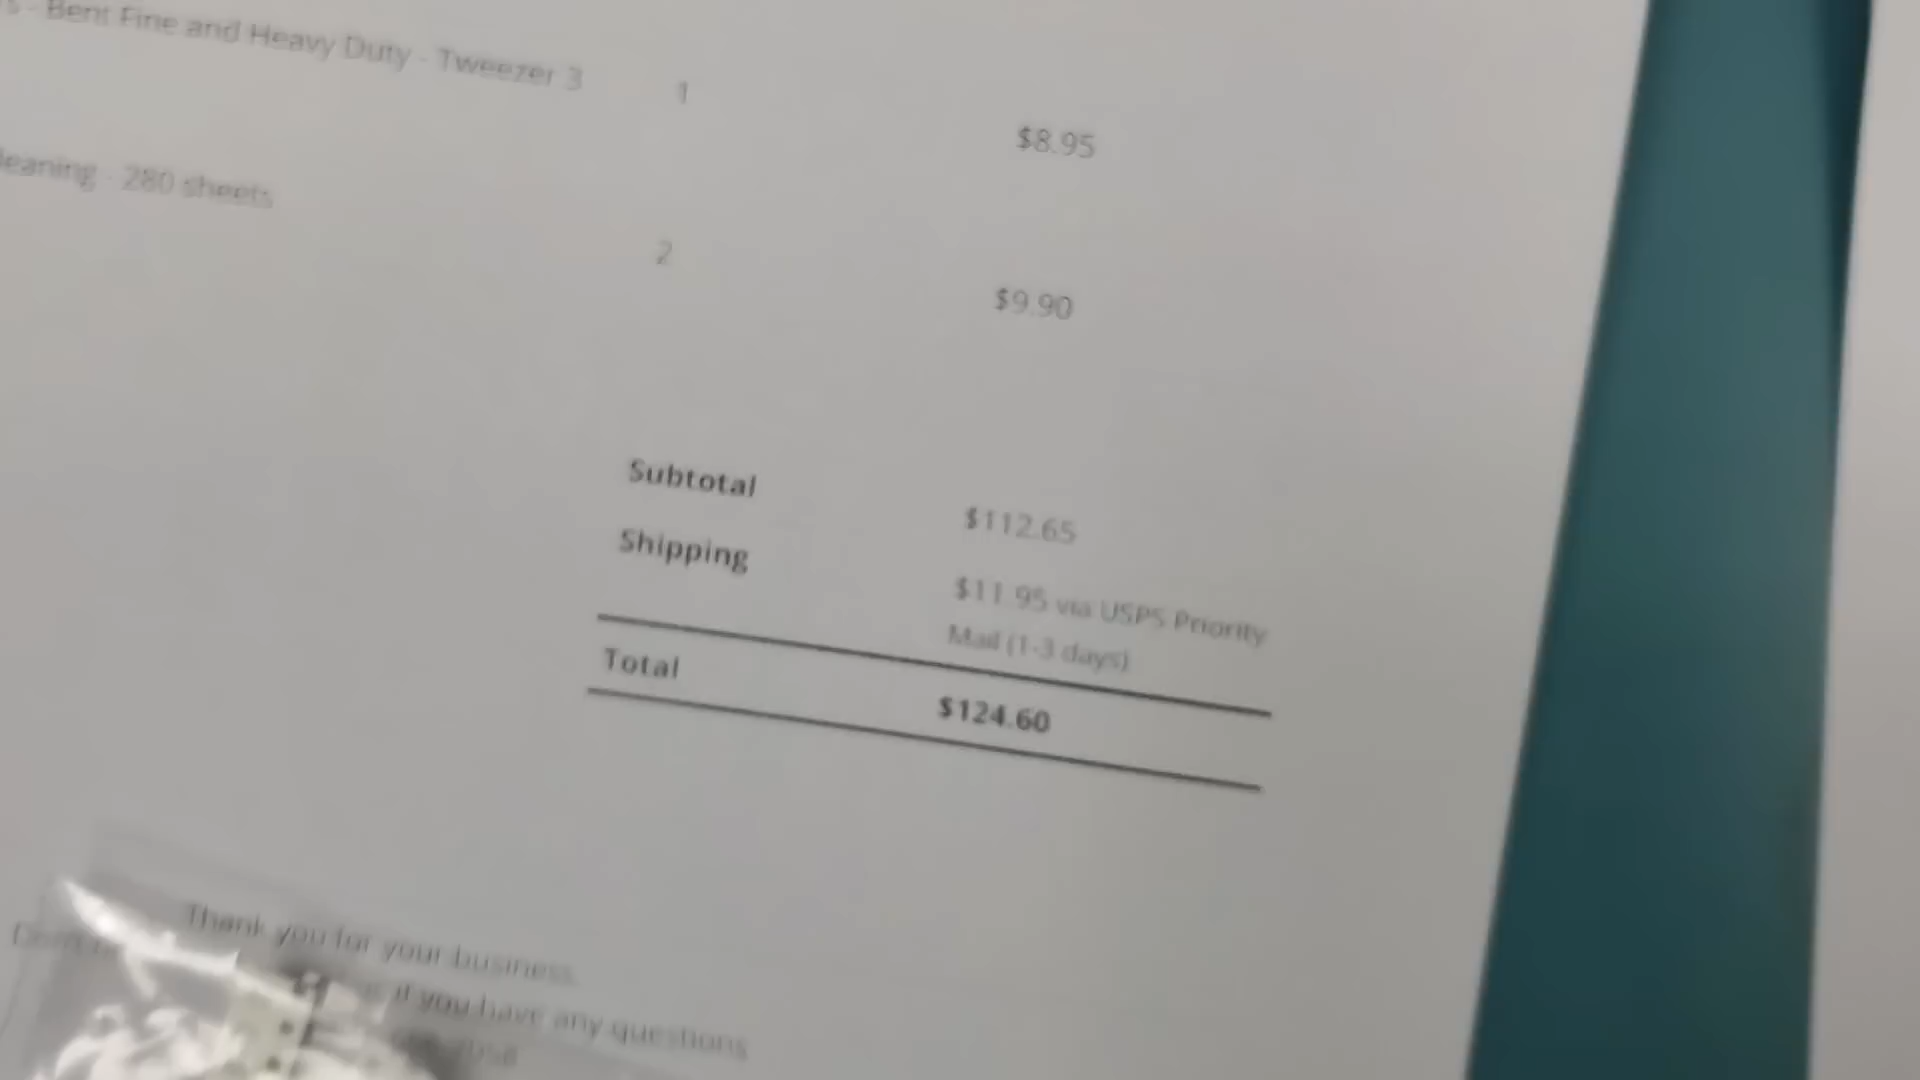 - Bent Fine and Heavy Duty - Tweezer 3 1 $8.95
leaning - 280 sheets 2 $9.90
Subtotal $112.65
Shipping $11.95 via USPS Priority
Mail (1-3 days)
Total $124.60
Thank you for your business.
if you have any questions